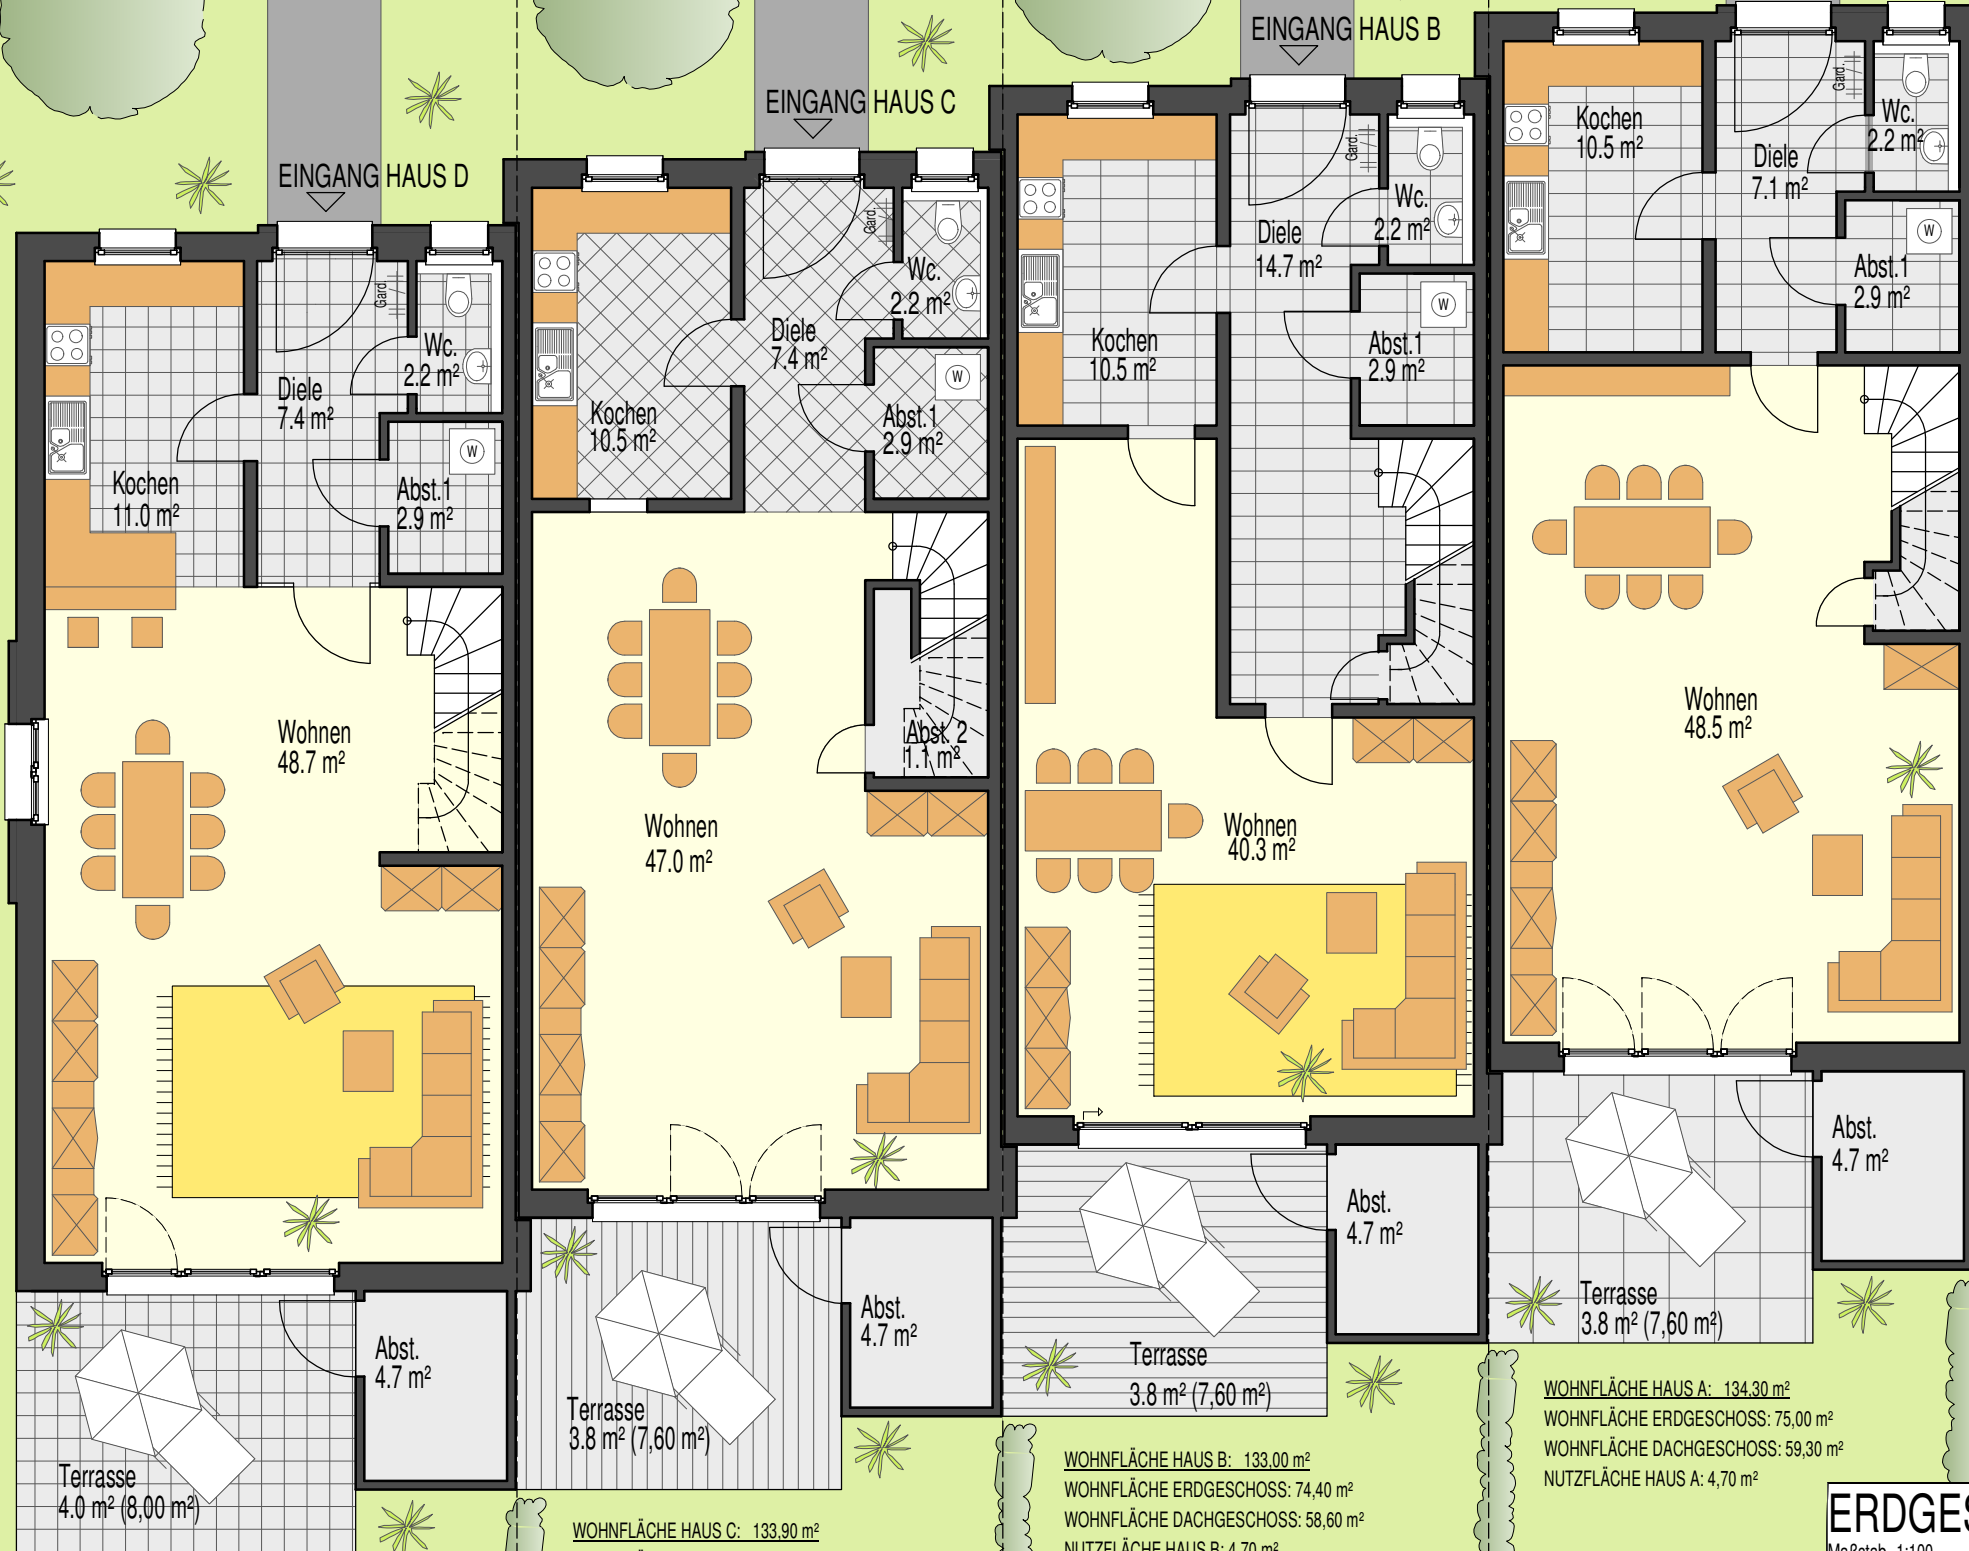 EINGANG HAUS D
Kochen
11.0 m²
Diele
7.4 m²
Gard.
Wc.
2.2 m²
Abst.1
2.9 m²
W
Wohnen
48.7 m²
Terrasse
4.0 m² (8,00 m²)
Abst.
4.7 m²
EINGANG HAUS C
Kochen
10.5 m²
Diele
7.4 m²
Gard.
Wc.
2.2 m²
Abst.1
2.9 m²
W
Abst. 2
1.1 m²
Wohnen
47.0 m²
Terrasse
3.8 m² (7,60 m²)
Abst.
4.7 m²
WOHNFLÄCHE HAUS C: 133,90 m²
EINGANG HAUS B
Kochen
10.5 m²
Diele
14.7 m²
Gard.
Wc.
2.2 m²
Abst.1
2.9 m²
W
Wohnen
40.3 m²
Terrasse
3.8 m² (7,60 m²)
Abst.
4.7 m²
WOHNFLÄCHE HAUS B: 133,00 m²
WOHNFLÄCHE ERDGESCHOSS: 74,40 m²
WOHNFLÄCHE DACHGESCHOSS: 58,60 m²
NUTZFLÄCHE HAUS B: 4,70 m²
Kochen
10.5 m²
Diele
7.1 m²
Gard.
Wc.
2.2 m²
Abst.1
2.9 m²
W
Wohnen
48.5 m²
Terrasse
3.8 m² (7,60 m²)
Abst.
4.7 m²
WOHNFLÄCHE HAUS A: 134,30 m²
WOHNFLÄCHE ERDGESCHOSS: 75,00 m²
WOHNFLÄCHE DACHGESCHOSS: 59,30 m²
NUTZFLÄCHE HAUS A: 4,70 m²
ERDGES
Maßstab 1:100